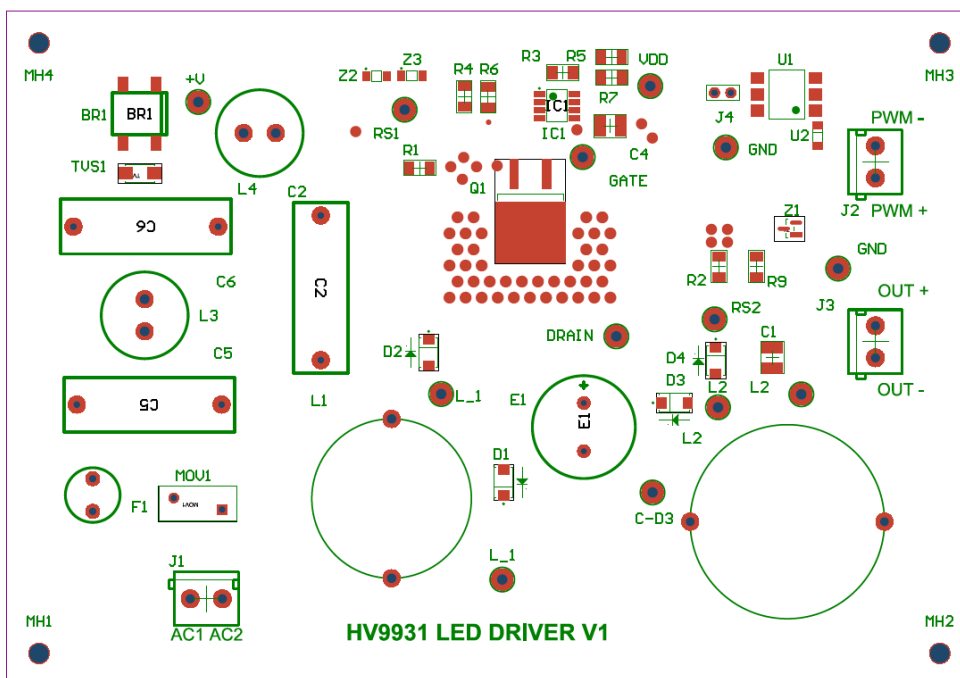 MH4
MH3
+V
Z2
Z3
R4 R6
R3
R5
VDD
U1
BR1
BR1
RS1
R7
IC1
IC1
J4
U2
PWM -
TVS1
TV
L4
R1
C4
GND
C2
Q1
GATE
J2
PWM +
C6
C6
C2
Z1
GND
L3
R2
R9
OUT +
C5
D2
DRAIN
RS2
C1
J3
C5
L1
L_1
E1
E1
D4
D3
L2
L2
L2
OUT -
MOV1
MOV1
F1
D1
C-D3
J1
L_1
AC1 AC2
MH1
HV9931 LED DRIVER V1
MH2